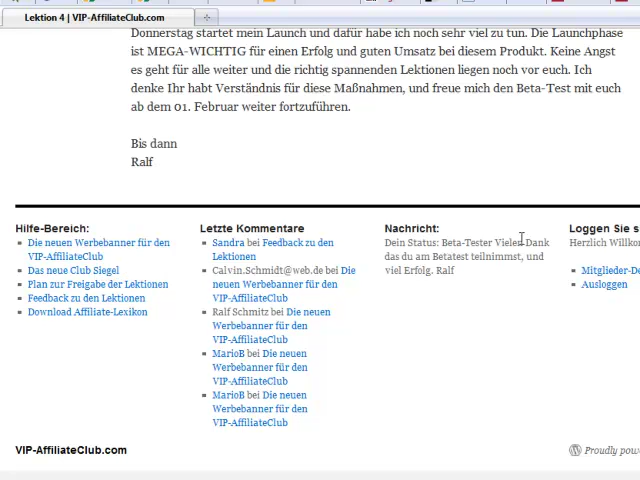 Lektion 4 | VIP-AffiliateClub.com
Donnerstag startet mein Launch und dafür habe ich noch sehr viel zu tun. Die Launchphase
ist MEGA-WICHTIG für einen Erfolg und guten Umsatz bei diesem Produkt. Keine Angst
es geht für alle weiter und die richtig spannenden Lektionen liegen noch vor euch. Ich
denke Ihr habt Verständnis für diese Maßnahmen, und freue mich den Beta-Test mit euch
ab dem 01. Februar weiter fortzuführen.
Bis dann
Ralf
Hilfe-Bereich:
Die neuen Werbebanner für den
VIP-AffiliateClub
Das neue Club Siegel
Plan zur Freigabe der Lektionen
Feedback zu den Lektionen
Download Affiliate-Lexikon
Letzte Kommentare
Sandra bei Feedback zu den
Lektionen
Calvin.Schmidt@web.de bei Die
neuen Werbebanner für den
VIP-AffiliateClub
Ralf Schmitz bei Die neuen
Werbebanner für den
VIP-AffiliateClub
MarioB bei Die neuen
Werbebanner für den
VIP-AffiliateClub
MarioB bei Die neuen
Werbebanner für den
VIP-AffiliateClub
Nachricht:
Dein Status: Beta-Tester Vielen Dank
das du am Betatest teilnimmst, und
viel Erfolg. Ralf
Loggen Sie s
Herzlich Willko
Mitglieder-De
Ausloggen
VIP-AffiliateClub.com
Proudly pow